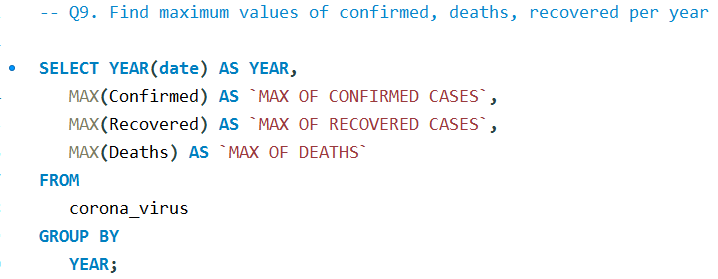 -- Q9. Find maximum values of confirmed, deaths, recovered per year
SELECT YEAR(date) AS YEAR,
MAX(Confirmed) AS `MAX OF CONFIRMED CASES`,
MAX(Recovered) AS `MAX OF RECOVERED CASES`,
MAX(Deaths) AS `MAX OF DEATHS`
FROM
corona_virus
GROUP BY
YEAR;